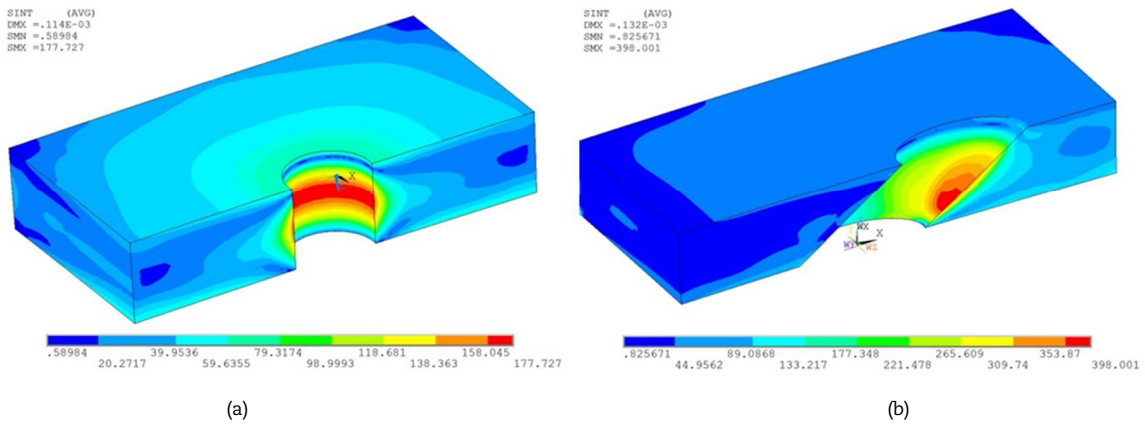 SINT (AVG)
DMX =.114E-03
SMN =.58984
SMX =177.727
X
.58984 39.9536 79.3174 118.681 158.045
20.2717 59.6355 98.9993 138.363 177.727
(a)
SINT (AVG)
DMX =.132E-03
SMN =.825671
SMX =398.001
WX
X
WY
WZ
.825671 89.0868 177.348 265.609 353.87
44.9562 133.217 221.478 309.74 398.001
(b)